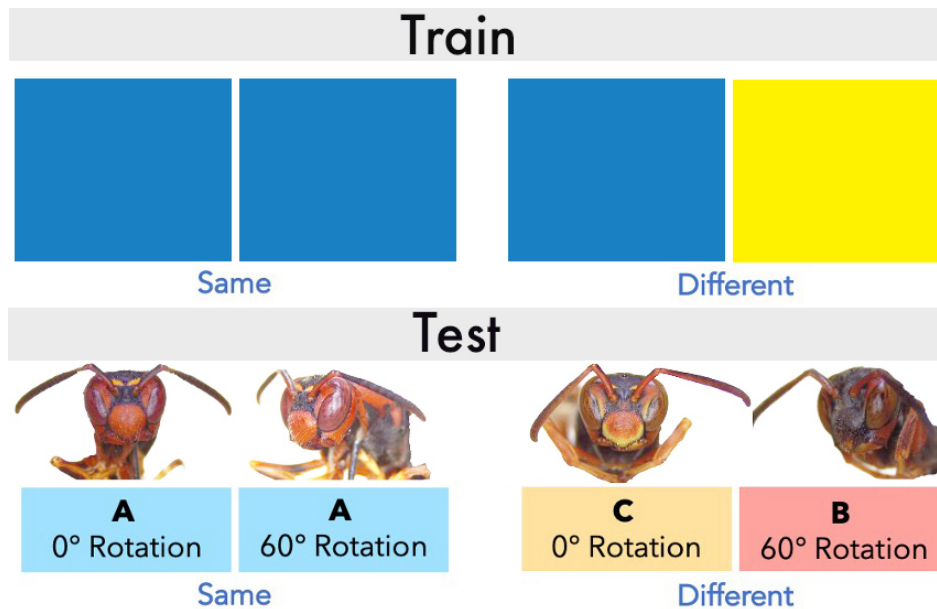 Train
Same Different
Test
A A C B
0° Rotation 60° Rotation 0° Rotation 60° Rotation
Same Different